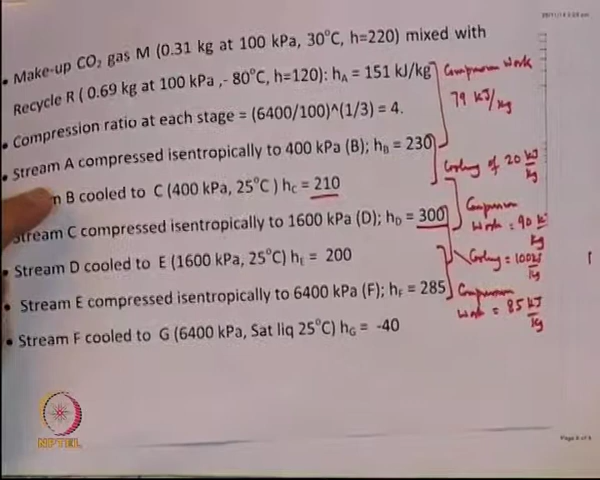 • Make-up CO2 gas M (0.31 kg at 100 kPa, 30°C, h=220) mixed with
Recycle R ( 0.69 kg at 100 kPa ,- 80°C, h=120): hA = 151 kJ/kg
• Compression ratio at each stage = (6400/100)^(1/3) = 4.
• Stream A compressed isentropically to 400 kPa (B); hB = 230
B cooled to C (400 kPa, 25°C ) hC = 210
Stream C compressed isentropically to 1600 kPa (D); hD = 300
• Stream D cooled to E (1600 kPa, 25°C) hE = 200
• Stream E compressed isentropically to 6400 kPa (F); hF = 285
• Stream F cooled to G (6400 kPa, Sat liq 25°C) hG = -40
Compression Work
79 kJ/kg
Cooling of 20 kJ/kg
Compression
Work = 90 kJ/kg
Cooling = 100 kJ/kg
Compression
Work = 85 kJ/kg
NPTEL